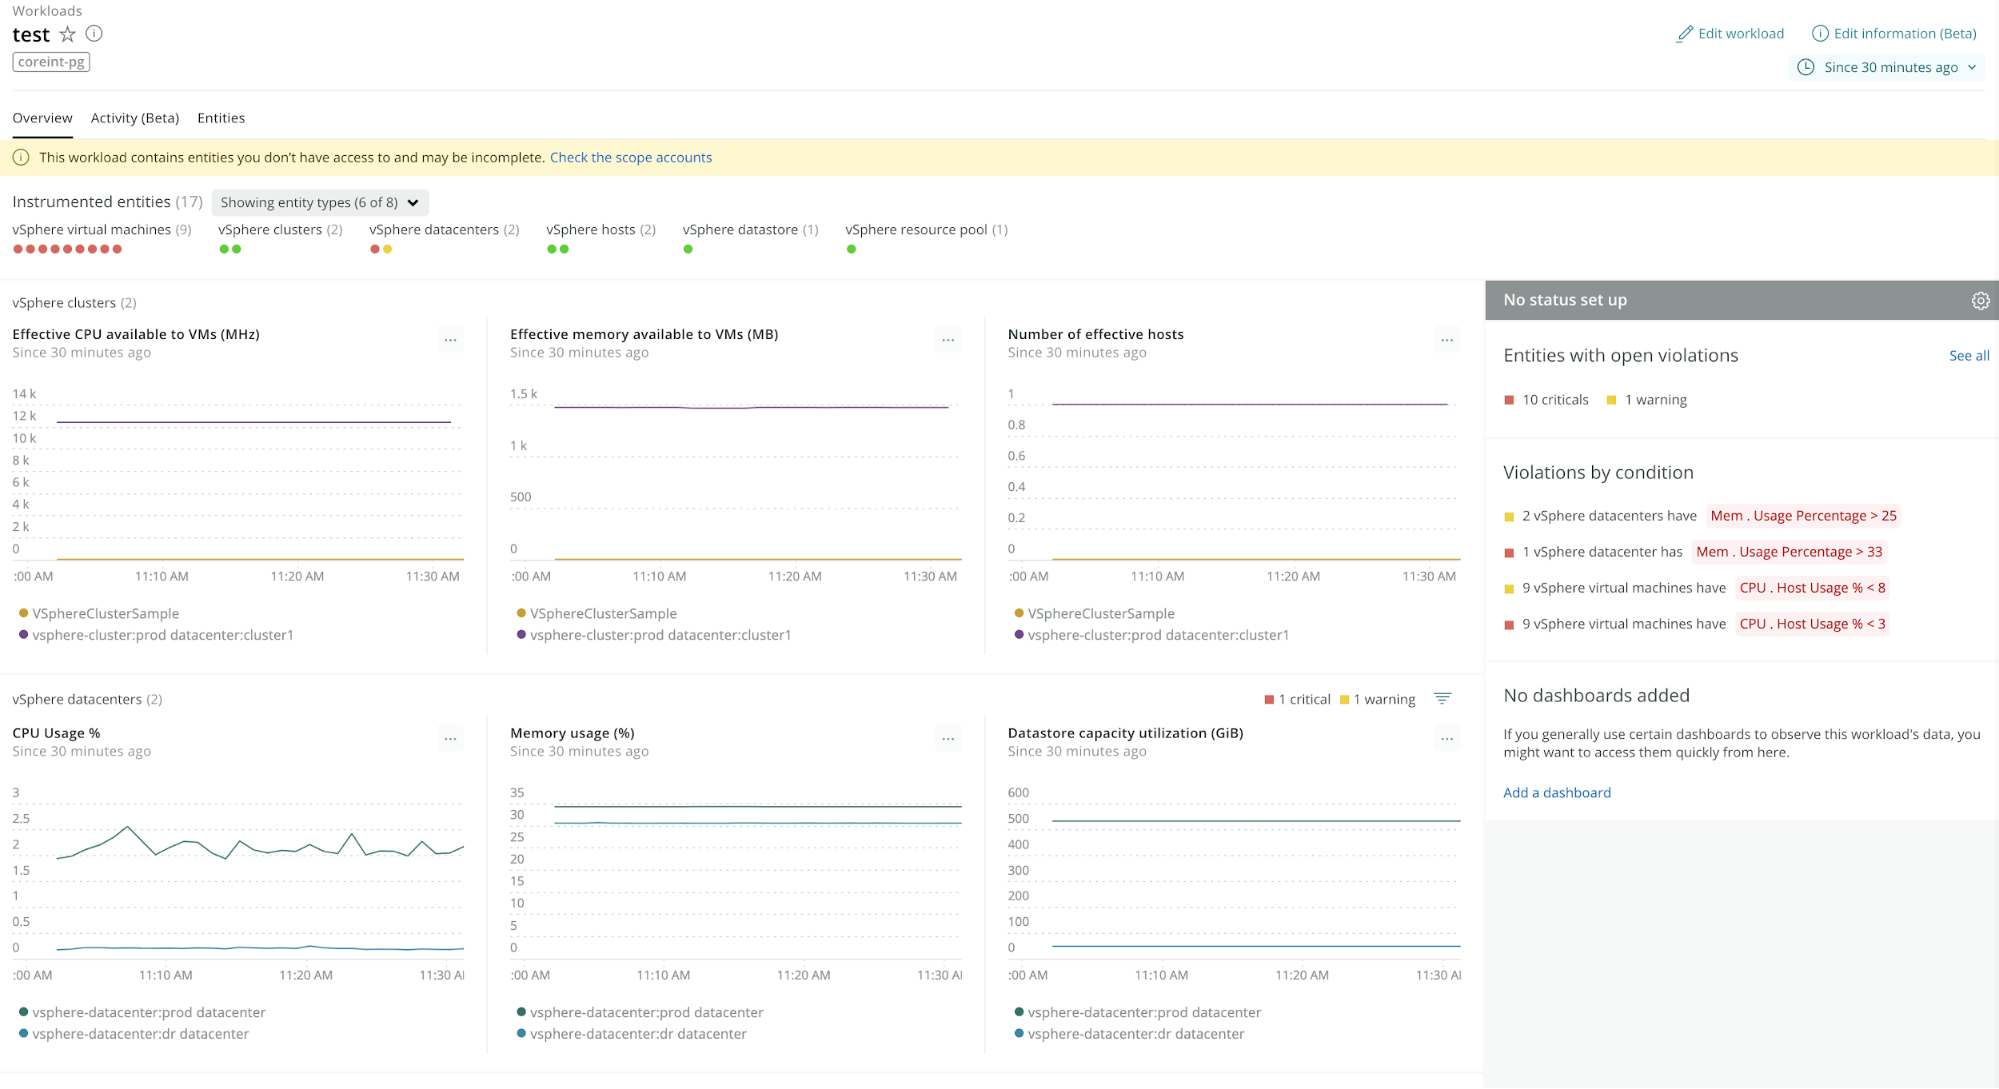 Workloads
test
coreint-pg
Edit workload
Edit information (Beta)
Since 30 minutes ago
Overview Activity (Beta) Entities
This workload contains entities you don't have access to and may be incomplete. Check the scope accounts
Instrumented entities (17) Showing entity types (6 of 8)
vSphere virtual machines (9) vSphere clusters (2) vSphere datacenters (2) vSphere hosts (2) vSphere datastore (1) vSphere resource pool (1)
vSphere clusters (2)
Effective CPU available to VMs (MHz)
Since 30 minutes ago
...
14 k
12 k
10 k
8 k
6 k
4 k
2 k
0
:00 AM 11:10 AM 11:20 AM 11:30 AM
VSphereClusterSample
vsphere-cluster:prod datacenter:cluster1
Effective memory available to VMs (MB)
Since 30 minutes ago
...
1.5 k
1 k
500
0
:00 AM 11:10 AM 11:20 AM 11:30 AM
VSphereClusterSample
vsphere-cluster:prod datacenter:cluster1
Number of effective hosts
Since 30 minutes ago
...
1
0.8
0.6
0.4
0.2
0
:00 AM 11:10 AM 11:20 AM 11:30 AM
VSphereClusterSample
vsphere-cluster:prod datacenter:cluster1
vSphere datacenters (2)
1 critical 1 warning
CPU Usage %
Since 30 minutes ago
...
3
2.5
2
1.5
1
0.5
0
:00 AM 11:10 AM 11:20 AM 11:30 AI
vsphere-datacenter:prod datacenter
vsphere-datacenter:dr datacenter
Memory usage (%)
Since 30 minutes ago
...
35
30
25
20
15
10
5
0
:00 AM 11:10 AM 11:20 AM 11:30 AI
vsphere-datacenter:prod datacenter
vsphere-datacenter:dr datacenter
Datastore capacity utilization (GiB)
Since 30 minutes ago
...
600
500
400
300
200
100
0
:00 AM 11:10 AM 11:20 AM 11:30 AI
vsphere-datacenter:prod datacenter
vsphere-datacenter:dr datacenter
No status set up
Entities with open violations
See all
10 criticals 1 warning
Violations by condition
2 vSphere datacenters have Mem . Usage Percentage > 25
1 vSphere datacenter has Mem . Usage Percentage > 33
9 vSphere virtual machines have CPU . Host Usage % < 8
9 vSphere virtual machines have CPU . Host Usage % < 3
No dashboards added
If you generally use certain dashboards to observe this workload's data, you
might want to access them quickly from here.
Add a dashboard